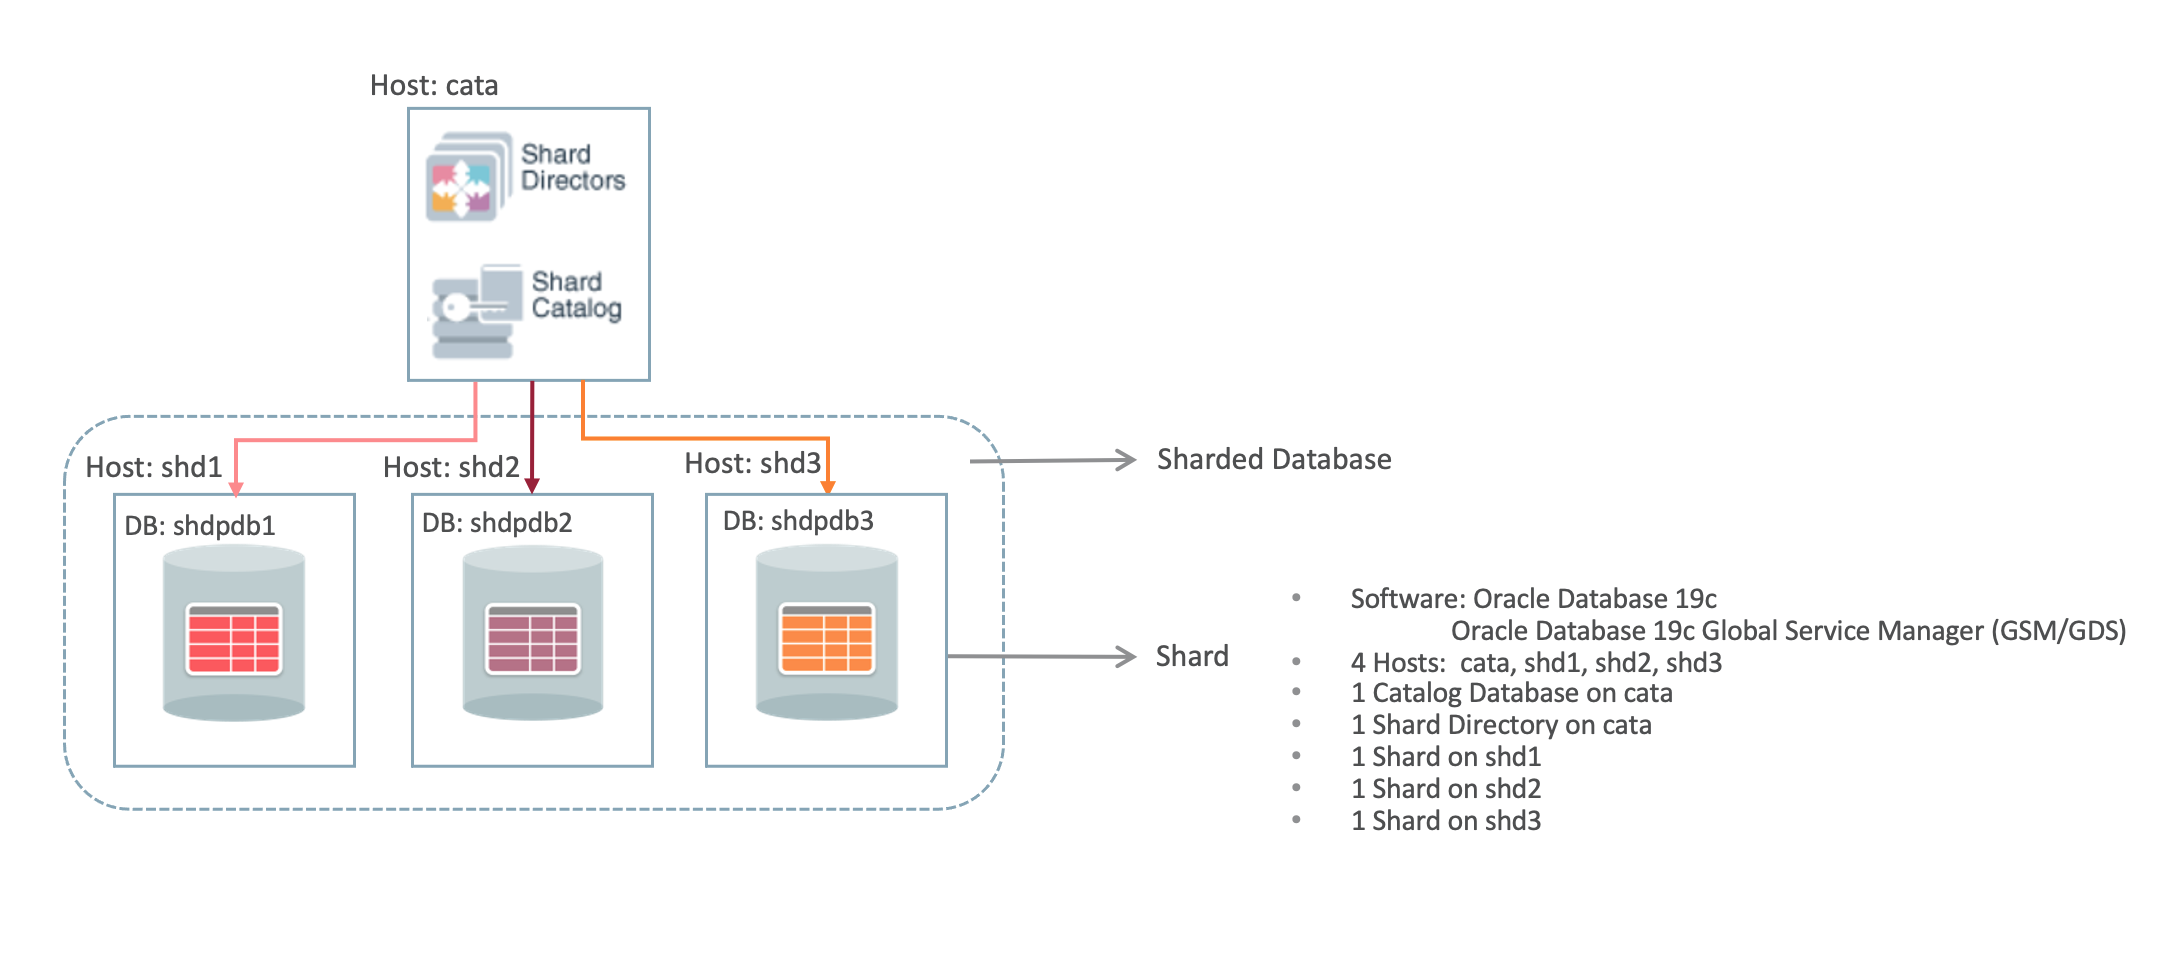 Host: cata
Shard
Directors
Shard
Catalog
Host: shd1
Host: shd2
Host: shd3
Sharded Database
DB: shdpdb1
DB: shdpdb2
DB: shdpdb3
Shard
• Software: Oracle Database 19c
Oracle Database 19c Global Service Manager (GSM/GDS)
• 4 Hosts: cata, shd1, shd2, shd3
• 1 Catalog Database on cata
• 1 Shard Directory on cata
• 1 Shard on shd1
• 1 Shard on shd2
• 1 Shard on shd3